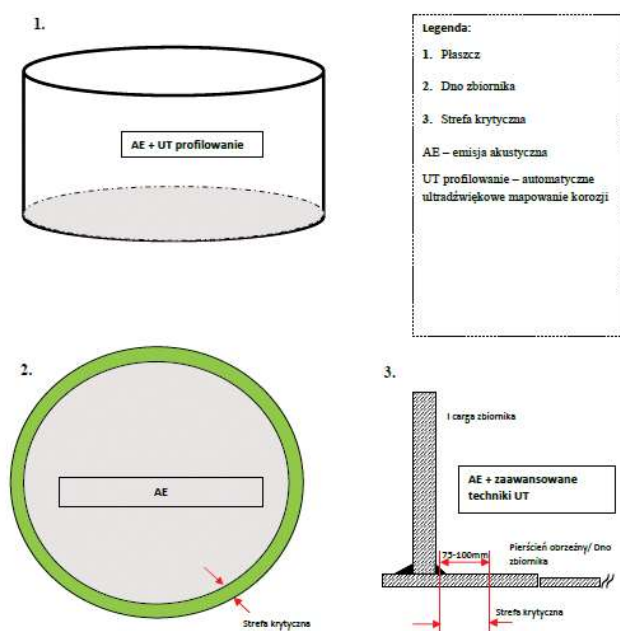 1.
AE + UT profilowanie
Legenda:
1. Płaszcz
2. Dno zbiornika
3. Strefa krytyczna
AE – emisja akustyczna
UT profilowanie – automatyczne
ultradźwiękowe mapowanie korozji
2.
AE
Strefa krytyczna
3.
I carga zbiornika
AE + zaawansowane
techniki UT
75-100mm
Pierścień obrzeżny/ Dno
zbiornika
Strefa krytyczna